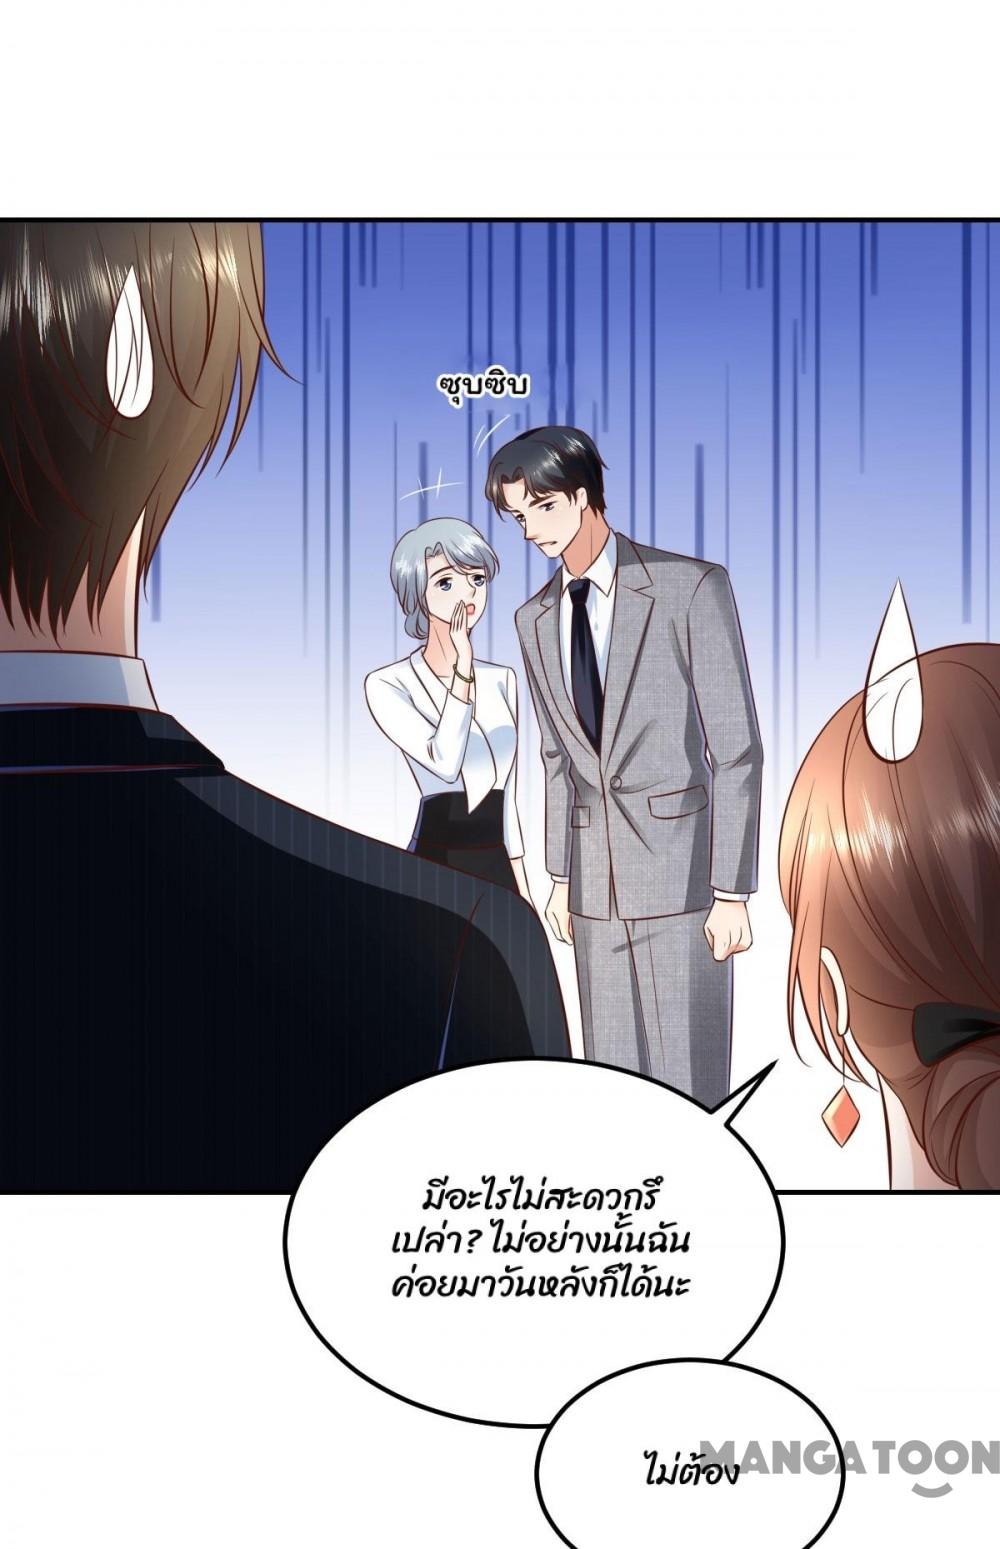 ซุบซิบ
มีอะไรไม่สะดวกรึ
เปล่า? ไม่อย่างนั้นฉัน
ค่อยมาวันหลังก็ได้นะ
ไม่ต้อง
MANGATOON